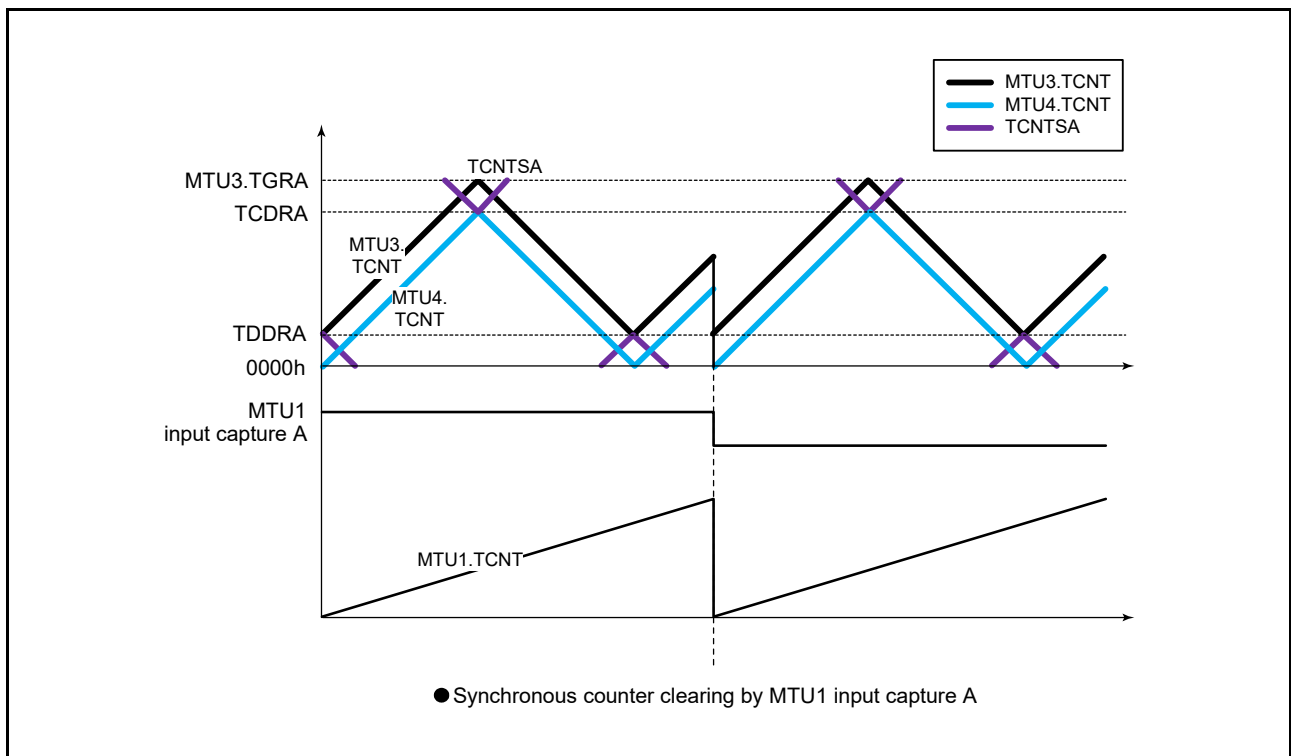 MTU3.TCNT
MTU4.TCNT
TCNTSA
TCNTSA
MTU3.TGRA
TCDRA
MTU3.
TCNT
MTU4.
TCNT
TDDRA
0000h
MTU1
input capture A
MTU1.TCNT
● Synchronous counter clearing by MTU1 input capture A